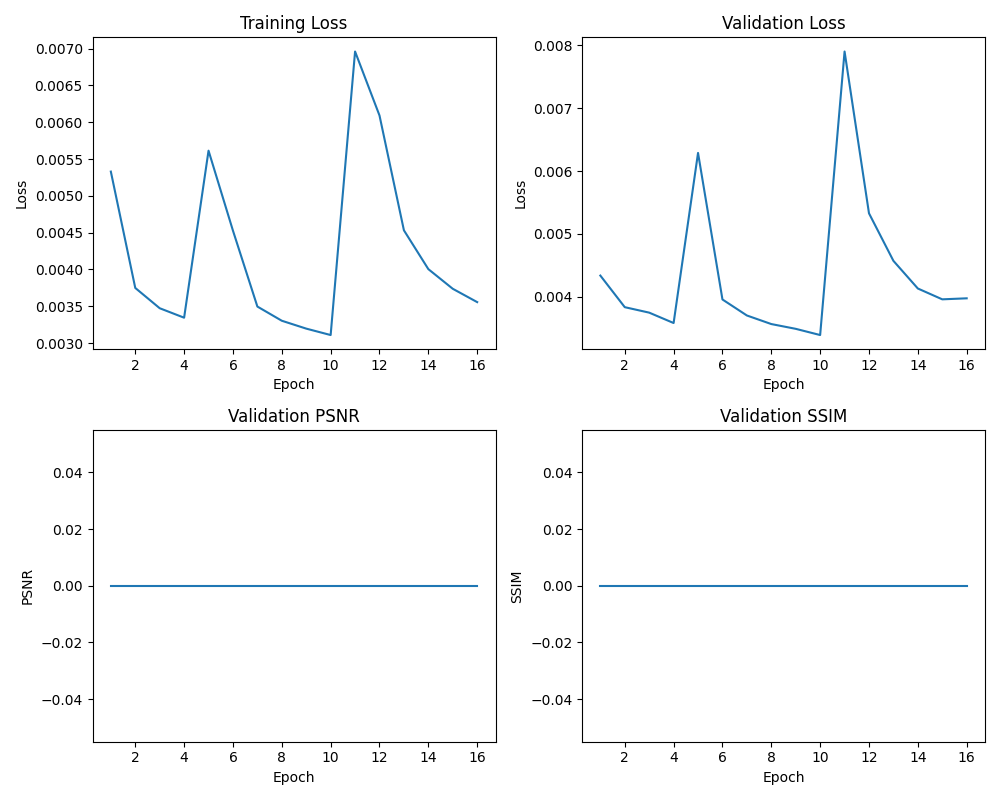 Training Loss
Validation Loss
0.0070
0.0065
0.0060
0.0055
0.0050
0.0045
0.0040
0.0035
0.0030
Loss
2 4 6 8 10 12 14 16
Epoch
0.008
0.007
0.006
0.005
0.004
Loss
2 4 6 8 10 12 14 16
Epoch
Validation PSNR
Validation SSIM
0.04
0.02
0.00
−0.02
−0.04
PSNR
2 4 6 8 10 12 14 16
Epoch
0.04
0.02
0.00
−0.02
−0.04
SSIM
2 4 6 8 10 12 14 16
Epoch